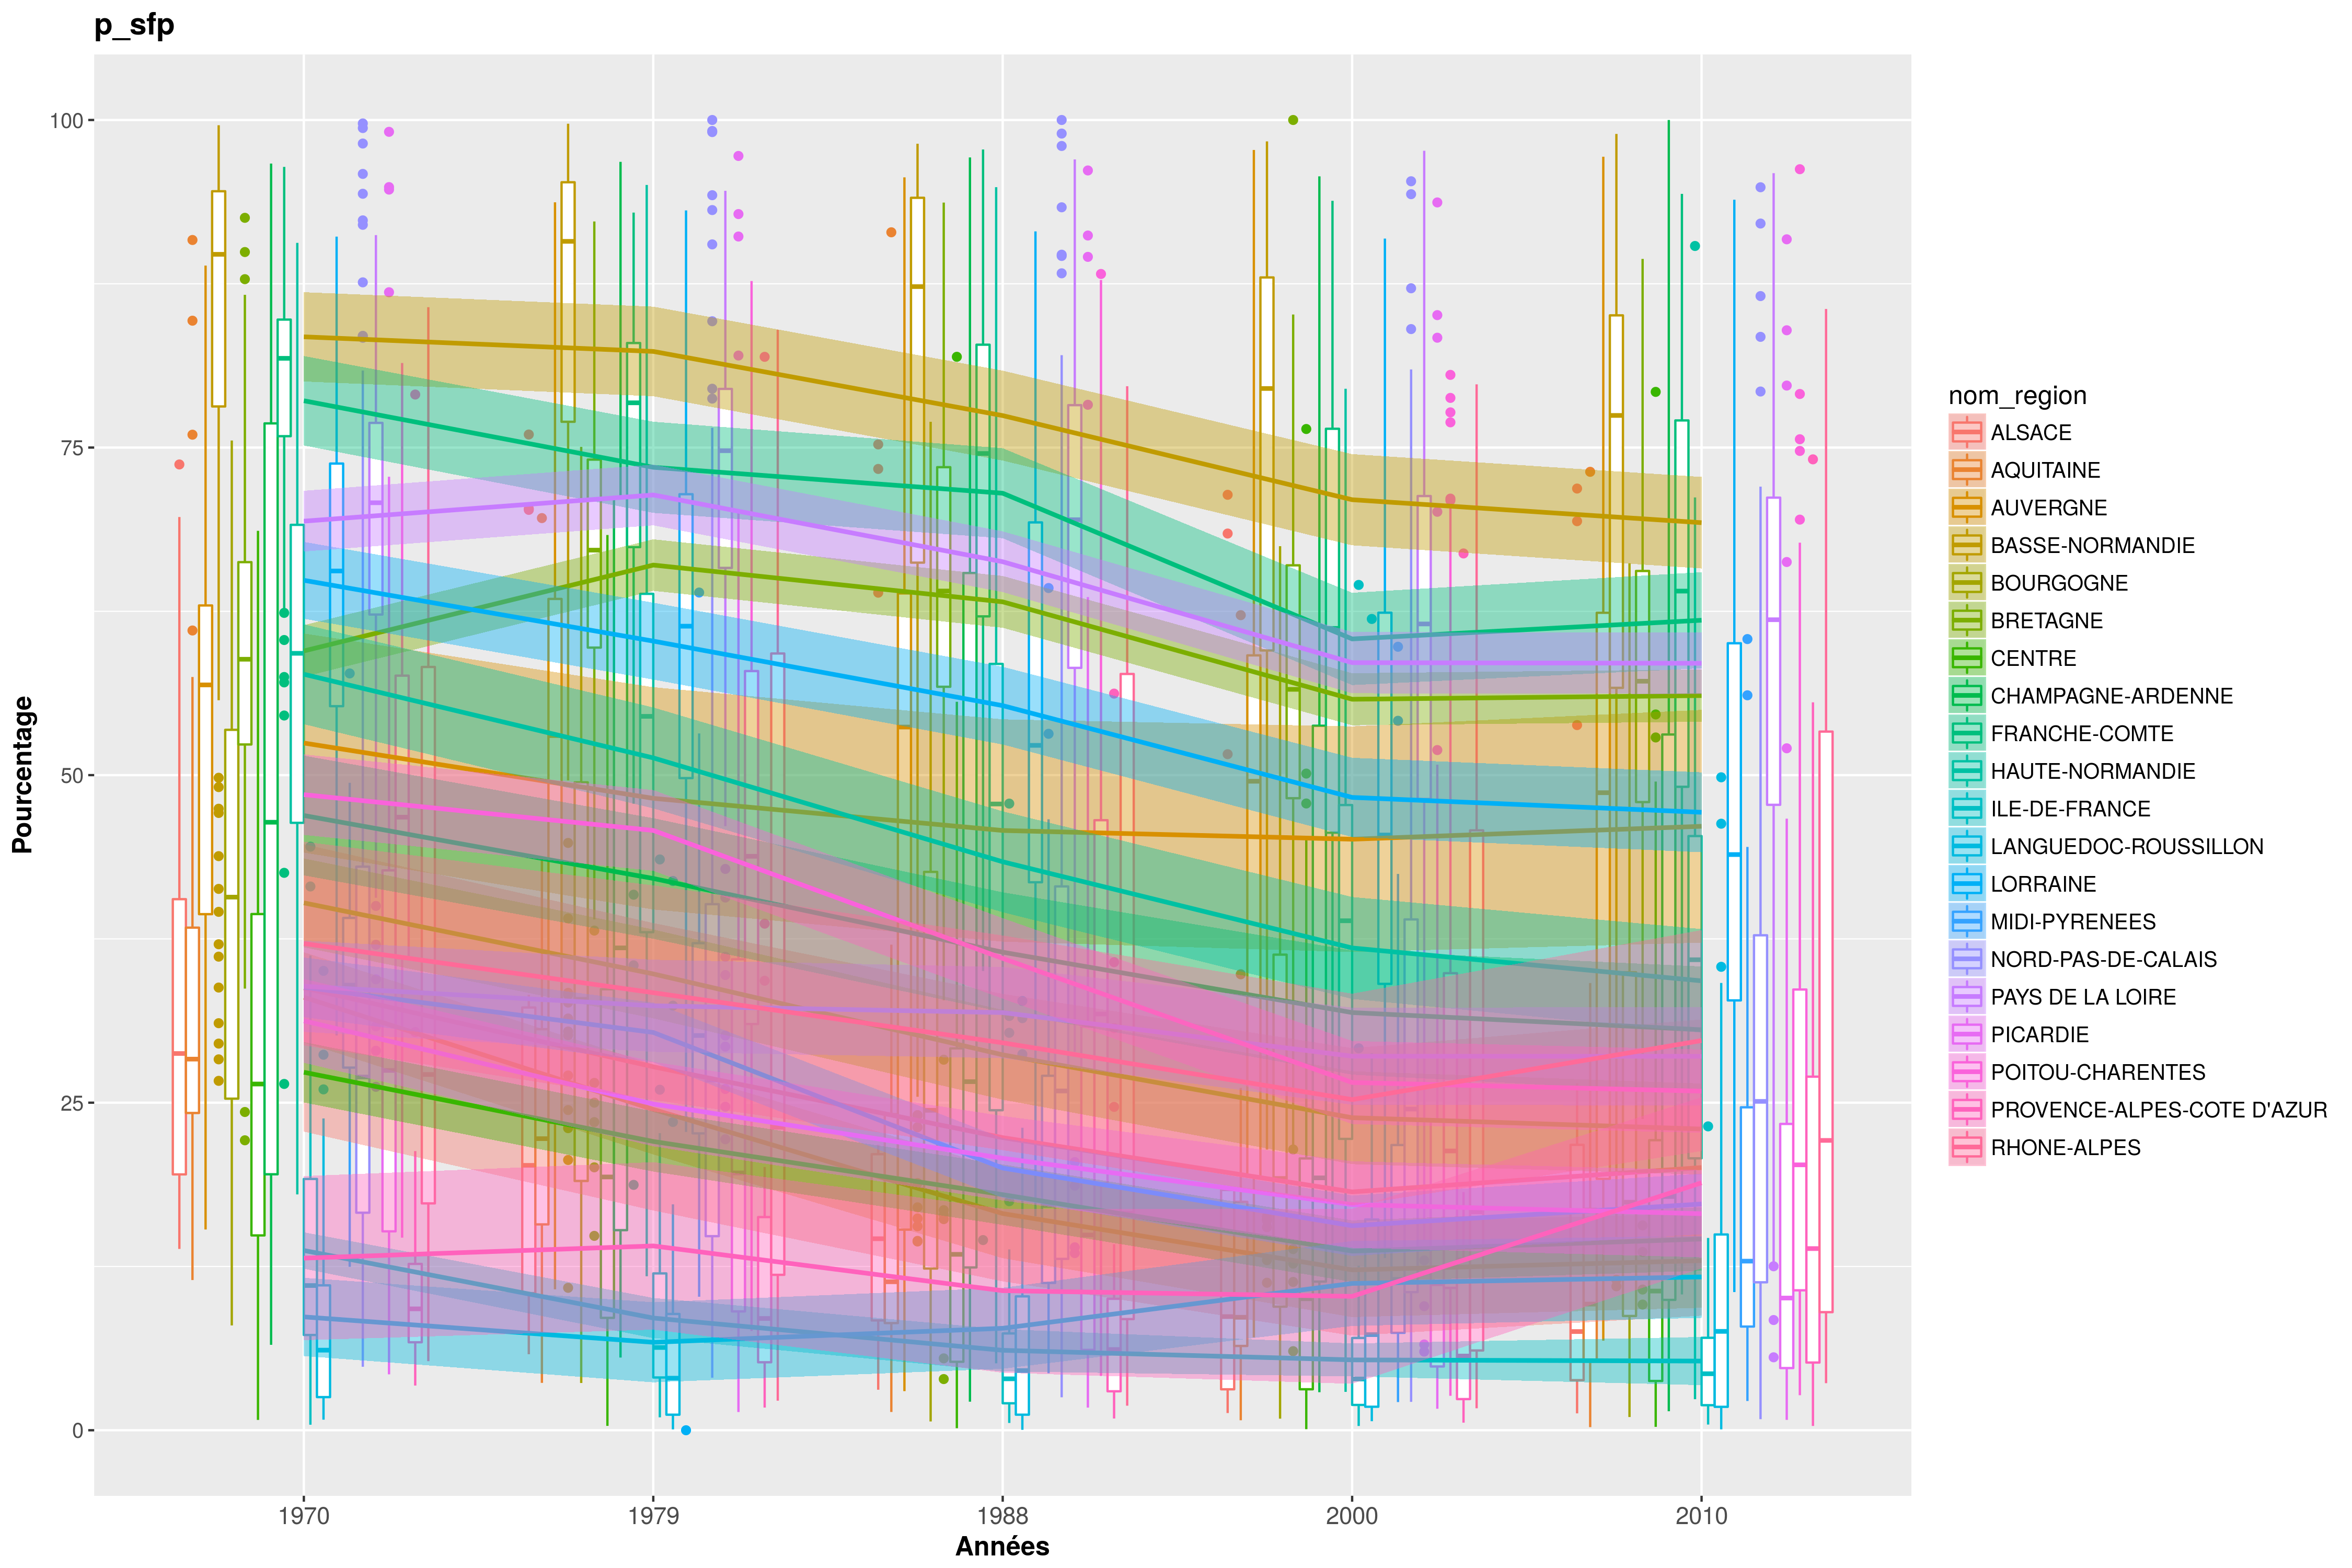 p_sfp
100
75
50
25
0
Pourcentage
1970
1979
1988
2000
2010
Années
nom_region
ALSACE
AQUITAINE
AUVERGNE
BASSE-NORMANDIE
BOURGOGNE
BRETAGNE
CENTRE
CHAMPAGNE-ARDENNE
FRANCHE-COMTE
HAUTE-NORMANDIE
ILE-DE-FRANCE
LANGUEDOC-ROUSSILLON
LORRAINE
MIDI-PYRENEES
NORD-PAS-DE-CALAIS
PAYS DE LA LOIRE
PICARDIE
POITOU-CHARENTES
PROVENCE-ALPES-COTE D'AZUR
RHONE-ALPES